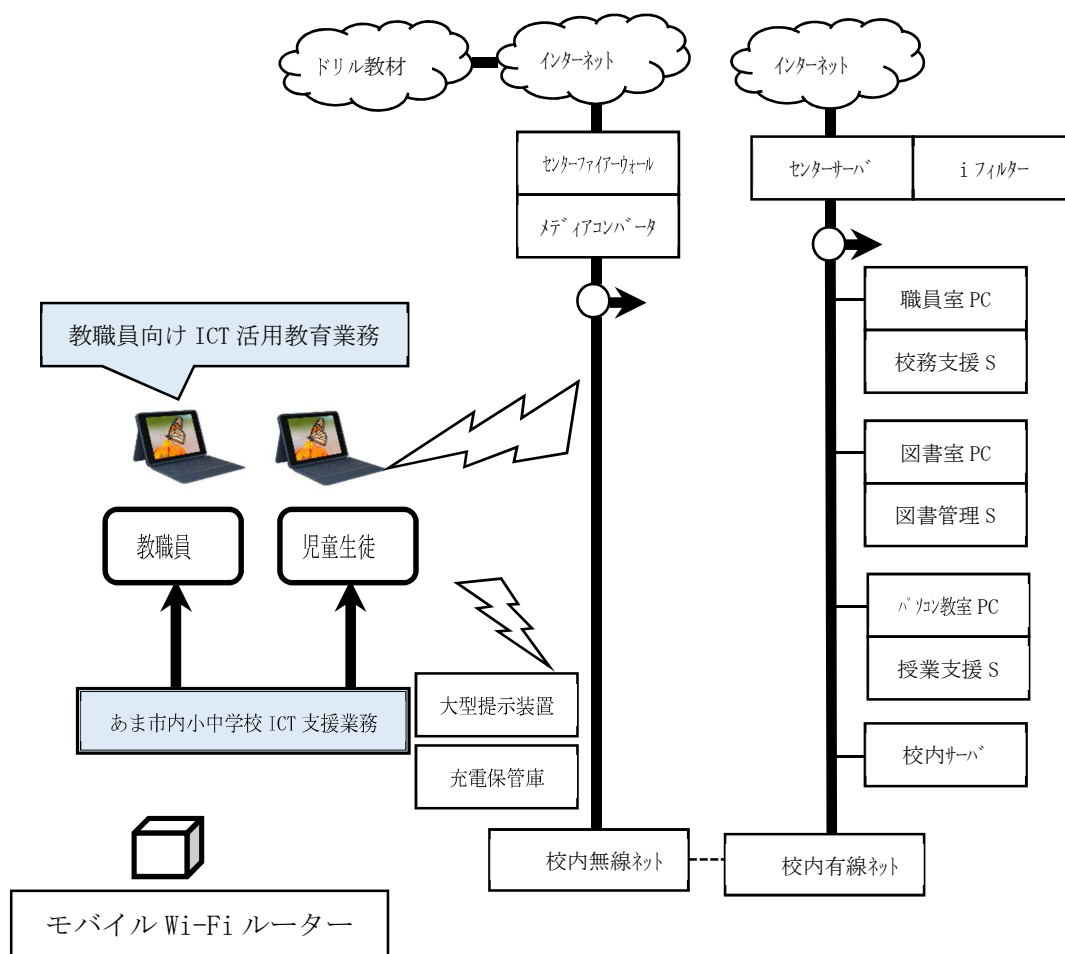 ドリル教材
インターネット
インターネット
センターファイアーウォール
メディアコンバータ
センターサーバ
iフィルター
職員室 PC
校務支援 S
教職員向け ICT 活用教育業務
図書室 PC
図書管理 S
教職員
児童生徒
パソコン教室 PC
授業支援 S
大型提示装置
あま市内小中学校 ICT 支援業務
校内サーバ
充電保管庫
校内無線ネット
校内有線ネット
モバイル Wi-Fi ルーター